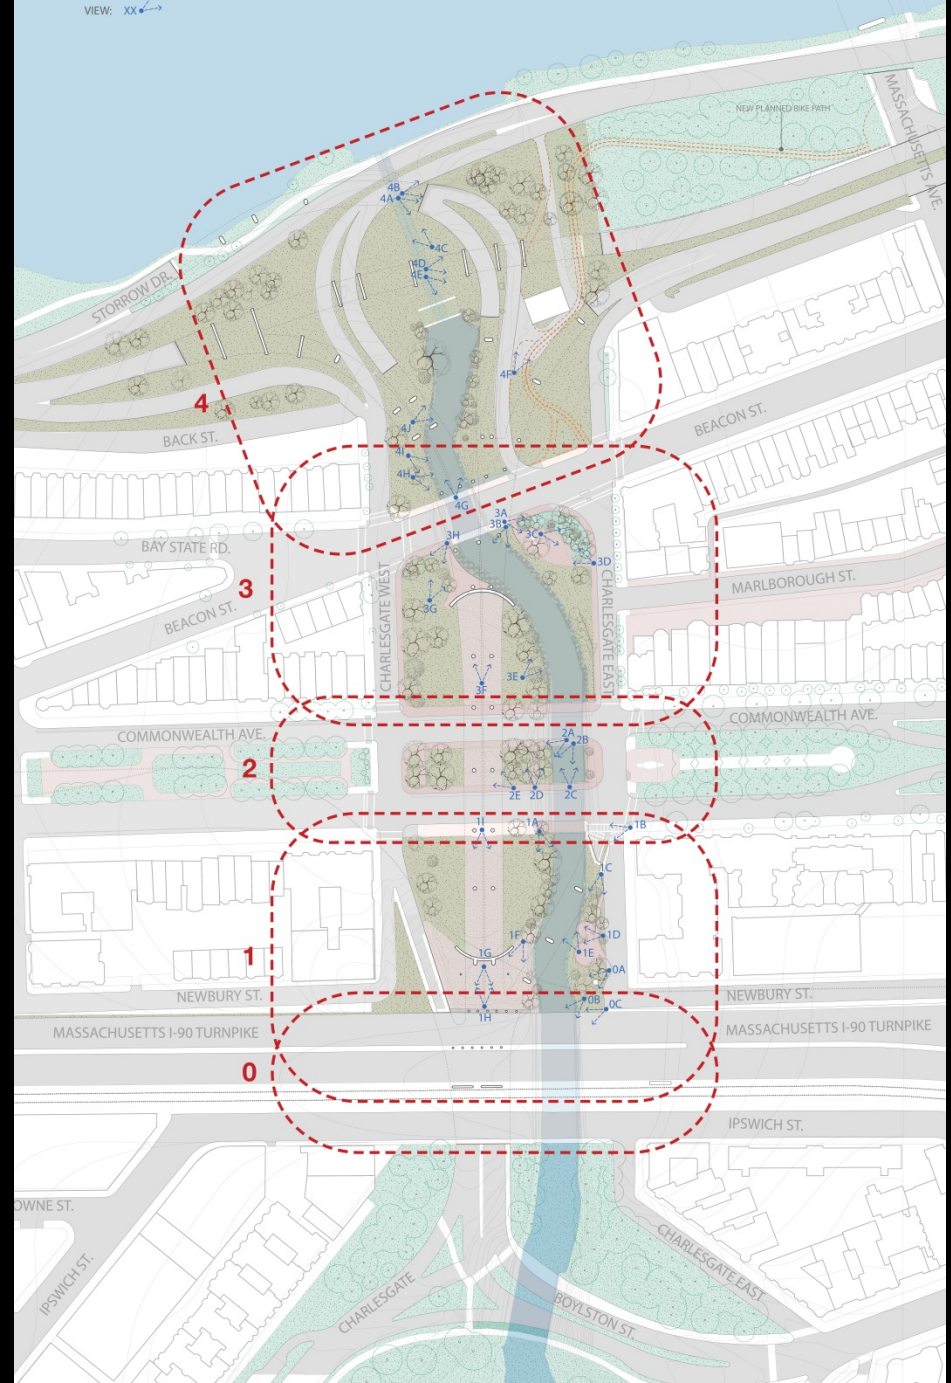 VIEW: XX
MASSACHUSETTS AVE.
NEW PLANNED BIKE PATH
4B
4A
4C
4D
4E
STORROW DR.
4F
4
BEACON ST.
4J
BACK ST.
4I
4H
4G
3A
3B
3C
3H
BAY STATE RD.
3D
MARLBOROUGH ST.
3
3G
BEACON ST.
CHARLESGATE WEST
CHARLESGATE EAST
3E
3F
COMMONWEALTH AVE.
COMMONWEALTH AVE.
2A
2B
2
2E
2D
2C
1I
1A
1B
1C
1F
1D
1G
1E
1
0A
NEWBURY ST.
NEWBURY ST.
0B
0C
1H
MASSACHUSETTS I-90 TURNPIKE
MASSACHUSETTS I-90 TURNPIKE
0
IPSWICH ST.
OWNE ST.
IPSWICH ST.
CHARLESGATE
BOYLSTON ST.
CHARLESGATE EAST